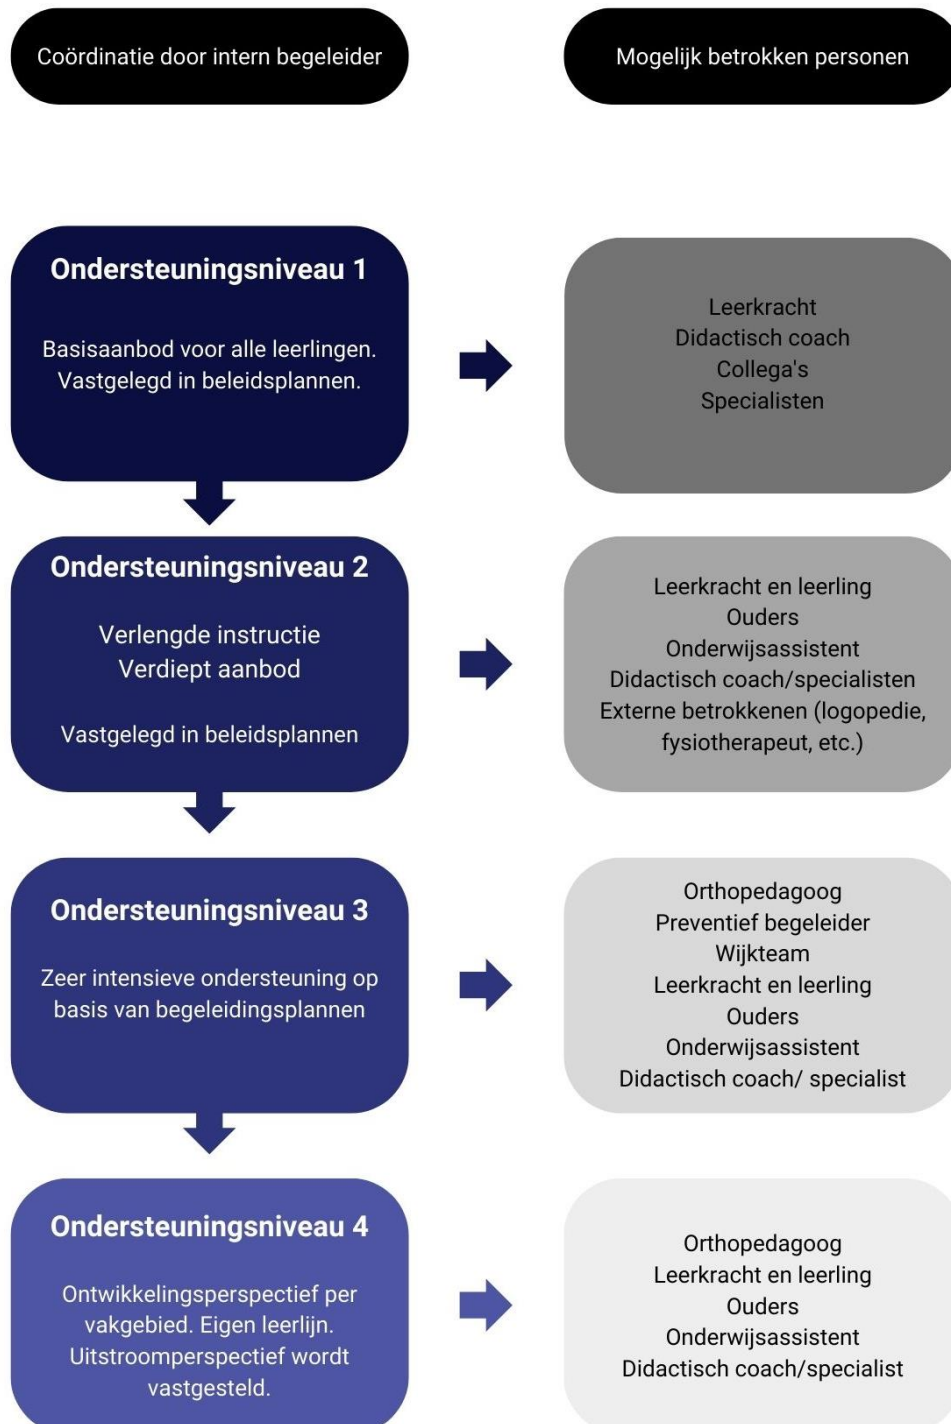 Coördinatie door intern begeleider
Mogelijk betrokken personen
Ondersteuningsniveau 1
Basisaanbod voor alle leerlingen.
Vastgelegd in beleidsplannen.
Leerkracht
Didactisch coach
Collega's
Specialisten
Ondersteuningsniveau 2
Verlengde instructie
Verdiept aanbod
Vastgelegd in beleidsplannen
Leerkracht en leerling
Ouders
Onderwijsassistent
Didactisch coach/specialisten
Externe betrokkenen (logopedie,
fysiotherapeut, etc.)
Ondersteuningsniveau 3
Zeer intensieve ondersteuning op
basis van begeleidingsplannen
Orthopedagoog
Preventief begeleider
Wijkteam
Leerkracht en leerling
Ouders
Onderwijsassistent
Didactisch coach/ specialist
Ondersteuningsniveau 4
Ontwikkelingsperspectief per
vakgebied. Eigen leerlijn.
Uitstroomperspectief wordt
vastgesteld.
Orthopedagoog
Leerkracht en leerling
Ouders
Onderwijsassistent
Didactisch coach/specialist